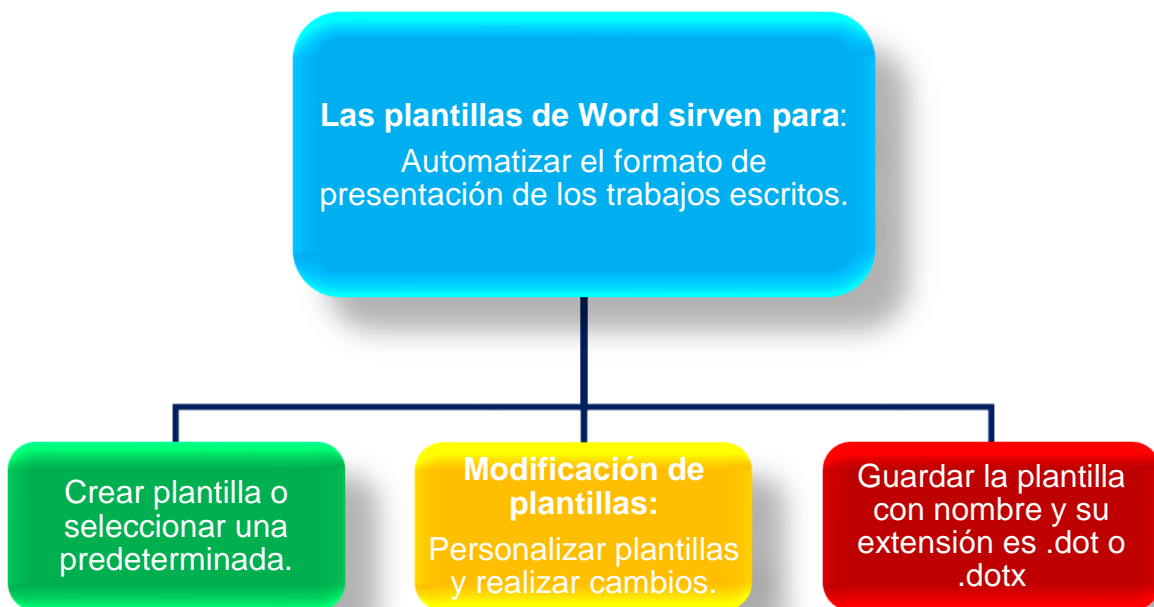 Las plantillas de Word sirven para:
Automatizar el formato de
presentación de los trabajos escritos.
Crear plantilla o
seleccionar una
predeterminada.
Modificación de
plantillas:
Personalizar plantillas
y realizar cambios.
Guardar la plantilla
con nombre y su
extensión es .dot o
.dotx